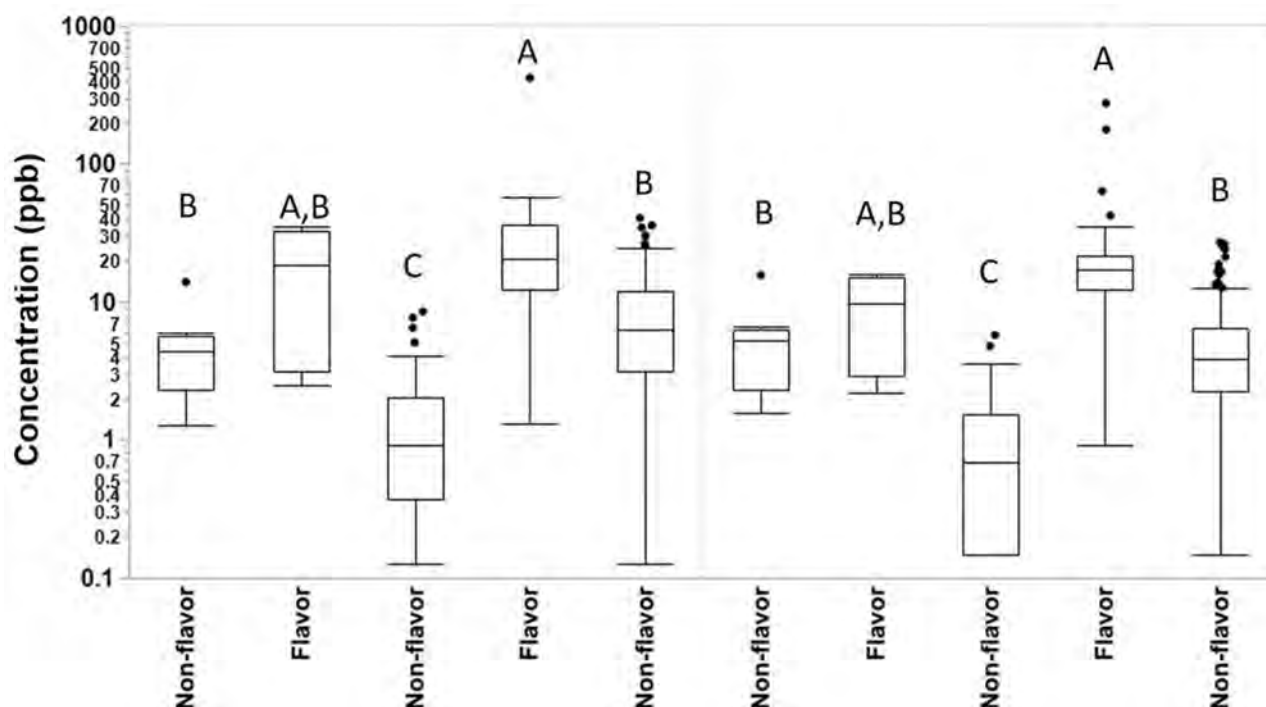 Concentration (ppb)
1000
700
500
400
300
200
100
70
50
40
30
20
10
7
5
4
3
2
1
0.7
0.5
0.4
0.3
0.2
0.1
B
A,B
C
A
B
B
A,B
C
A
B
Non-flavor
Flavor
Non-flavor
Flavor
Non-flavor
Non-flavor
Flavor
Non-flavor
Flavor
Non-flavor